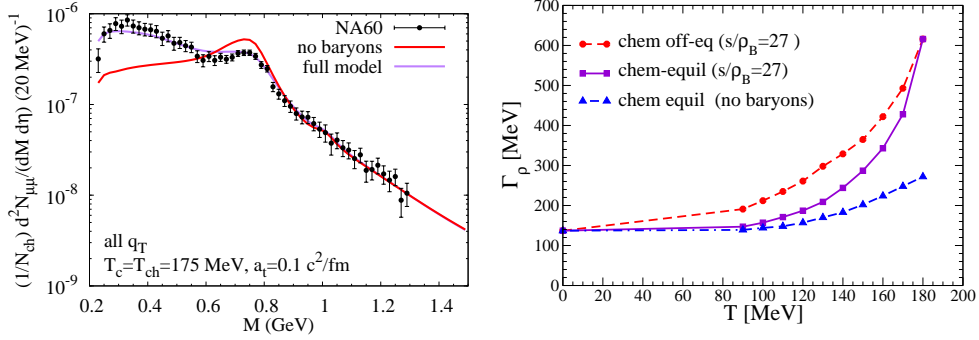 (1/N_ch) d²N_μμ/(dM dη) (20 MeV)⁻¹
10⁻⁶
10⁻⁷
10⁻⁸
10⁻⁹
NA60
no baryons
full model
all q_T
T_c=T_ch=175 MeV, a_t=0.1 c²/fm
0.2 0.4 0.6 0.8 1 1.2 1.4
M (GeV)
Γ_ρ [MeV]
700
600
500
400
300
200
100
0
chem off-eq (s/ρ_B=27 )
chem-equil (s/ρ_B=27)
chem equil (no baryons)
0 20 40 60 80 100 120 140 160 180 200
T [MeV]